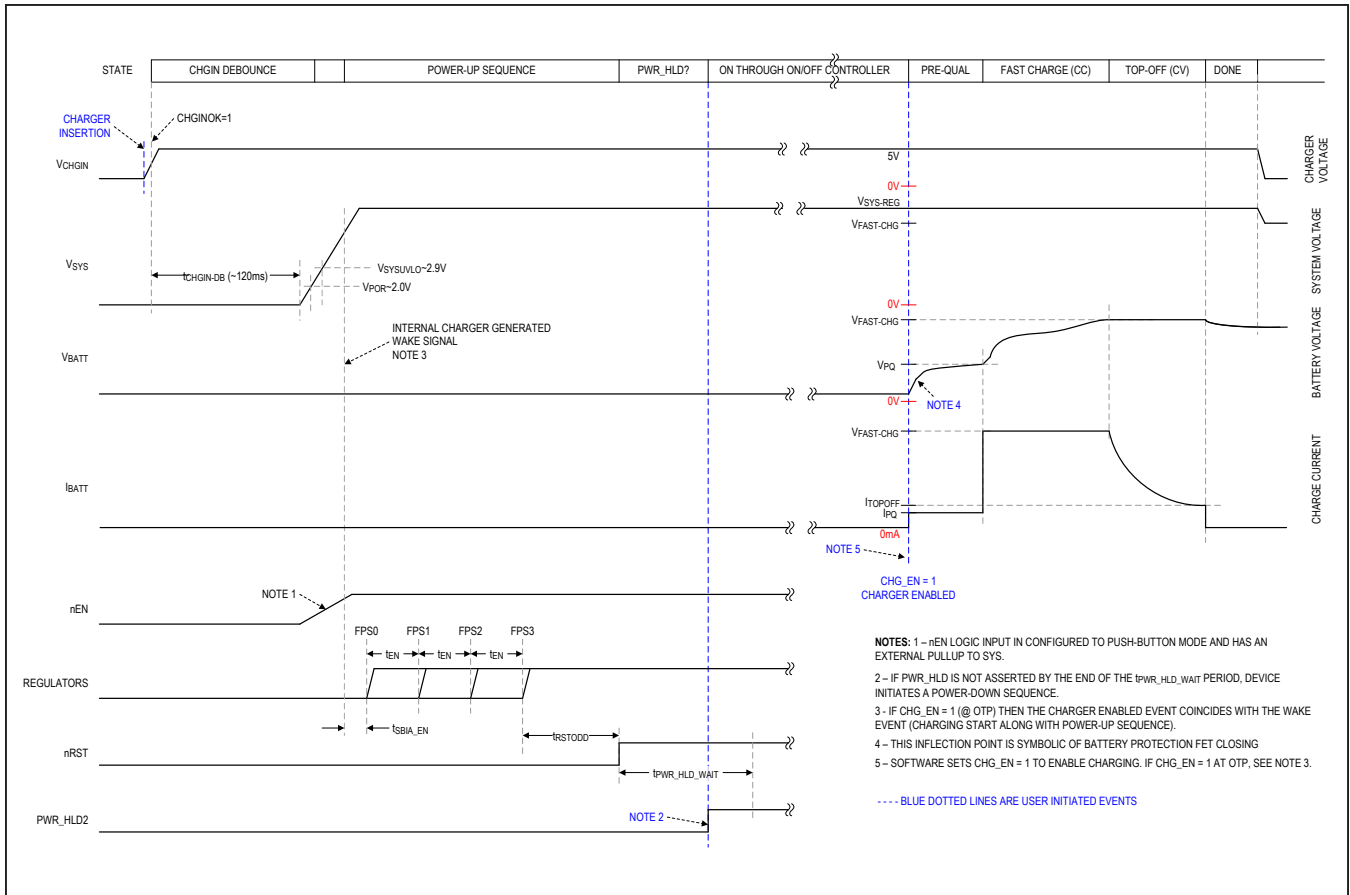 STATE
CHGIN DEBOUNCE
POWER-UP SEQUENCE
PWR_HLD?
ON THROUGH ON/OFF CONTROLLER
PRE-QUAL
FAST CHARGE (CC)
TOP-OFF (CV)
DONE
CHARGER
INSERTION
CHGINOK=1
VCHGIN
5V
0V
CHARGER
VOLTAGE
VSYS-REG
VFAST-CHG
VSYS
tCHGIN-DB (~120ms)
VSYSUVLO~2.9V
VPOR~2.0V
0V
SYSTEM VOLTAGE
INTERNAL CHARGER GENERATED
WAKE SIGNAL
NOTE 3
VBATT
VFAST-CHG
VPQ
0V
NOTE 4
BATTERY VOLTAGE
VFAST-CHG
IBATT
ITOPOFF
IPQ
0mA
CHARGE CURRENT
NOTE 5
CHG_EN = 1
CHARGER ENABLED
NOTE 1
nEN
FPS0
FPS1
FPS2
FPS3
tEN
tEN
tEN
REGULATORS
tSBIA_EN
tRSTODD
nRST
tPWR_HLD_WAIT
NOTE 2
PWR_HLD2
NOTES: 1 – nEN LOGIC INPUT IN CONFIGURED TO PUSH-BUTTON MODE AND HAS AN
EXTERNAL PULLUP TO SYS.
2 – IF PWR_HLD IS NOT ASSERTED BY THE END OF THE tPWR_HLD_WAIT PERIOD, DEVICE
INITIATES A POWER-DOWN SEQUENCE.
3 - IF CHG_EN = 1 (@ OTP) THEN THE CHARGER ENABLED EVENT COINCIDES WITH THE WAKE
EVENT (CHARGING START ALONG WITH POWER-UP SEQUENCE).
4 – THIS INFLECTION POINT IS SYMBOLIC OF BATTERY PROTECTION FET CLOSING
5 – SOFTWARE SETS CHG_EN = 1 TO ENABLE CHARGING. IF CHG_EN = 1 AT OTP, SEE NOTE 3.
---- BLUE DOTTED LINES ARE USER INITIATED EVENTS